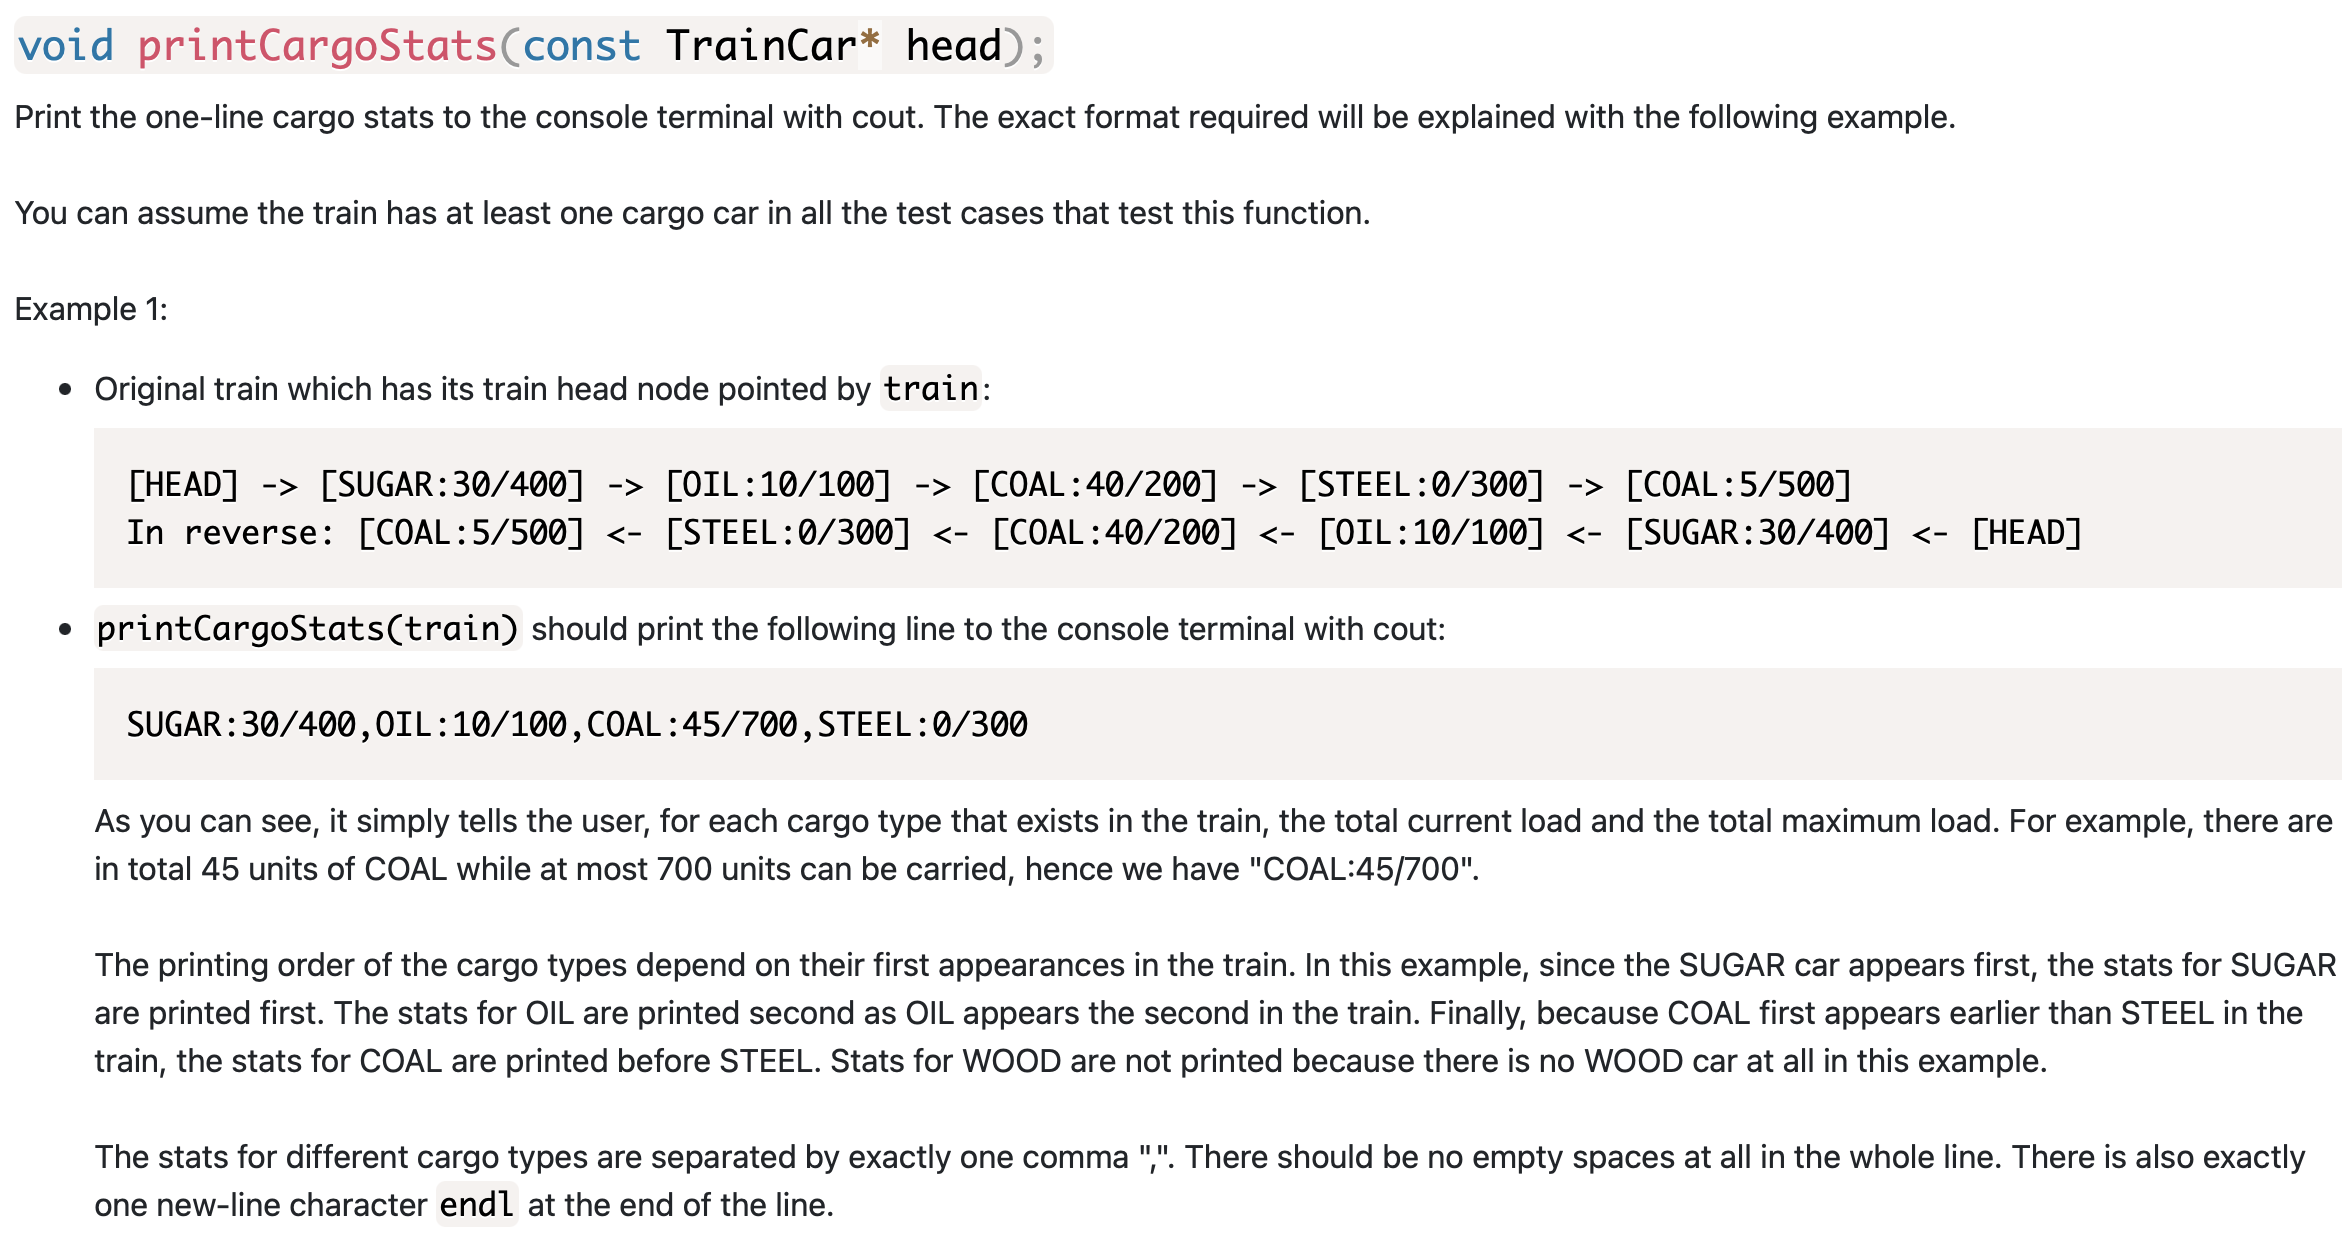 void printCargoStats(const TrainCar* head);
Print the one-line cargo stats to the console terminal with cout. The exact format required will be explained with the following example.
You can assume the train has at least one cargo car in all the test cases that test this function.
Example 1:
• Original train which has its train head node pointed by train:
[HEAD] -> [SUGAR:30/400] -> [OIL:10/100] -> [COAL:40/200] -> [STEEL:0/300] -> [COAL:5/500]
In reverse: [COAL:5/500] <- [STEEL:0/300] <- [COAL:40/200] <- [OIL:10/100] <- [SUGAR:30/400] <- [HEAD]
• printCargoStats(train) should print the following line to the console terminal with cout:
SUGAR:30/400,OIL:10/100,COAL:45/700,STEEL:0/300
As you can see, it simply tells the user, for each cargo type that exists in the train, the total current load and the total maximum load. For example, there are
in total 45 units of COAL while at most 700 units can be carried, hence we have "COAL:45/700".
The printing order of the cargo types depend on their first appearances in the train. In this example, since the SUGAR car appears first, the stats for SUGAR
are printed first. The stats for OIL are printed second as OIL appears the second in the train. Finally, because COAL first appears earlier than STEEL in the
train, the stats for COAL are printed before STEEL. Stats for WOOD are not printed because there is no WOOD car at all in this example.
The stats for different cargo types are separated by exactly one comma ",". There should be no empty spaces at all in the whole line. There is also exactly
one new-line character endl at the end of the line.